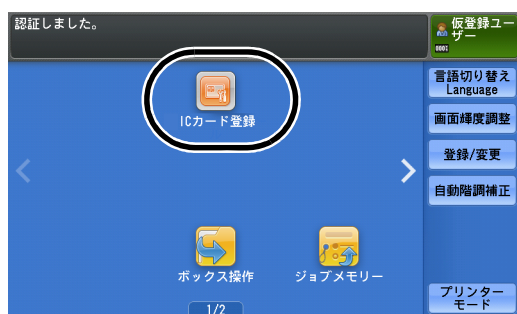 認証しました。
仮登録ユー
ザー
0001
ICカード登録
言語切り替え
Language
画面輝度調整
登録/変更
自動階調補正
ボックス操作
ジョブメモリー
1/2
プリンター
モード